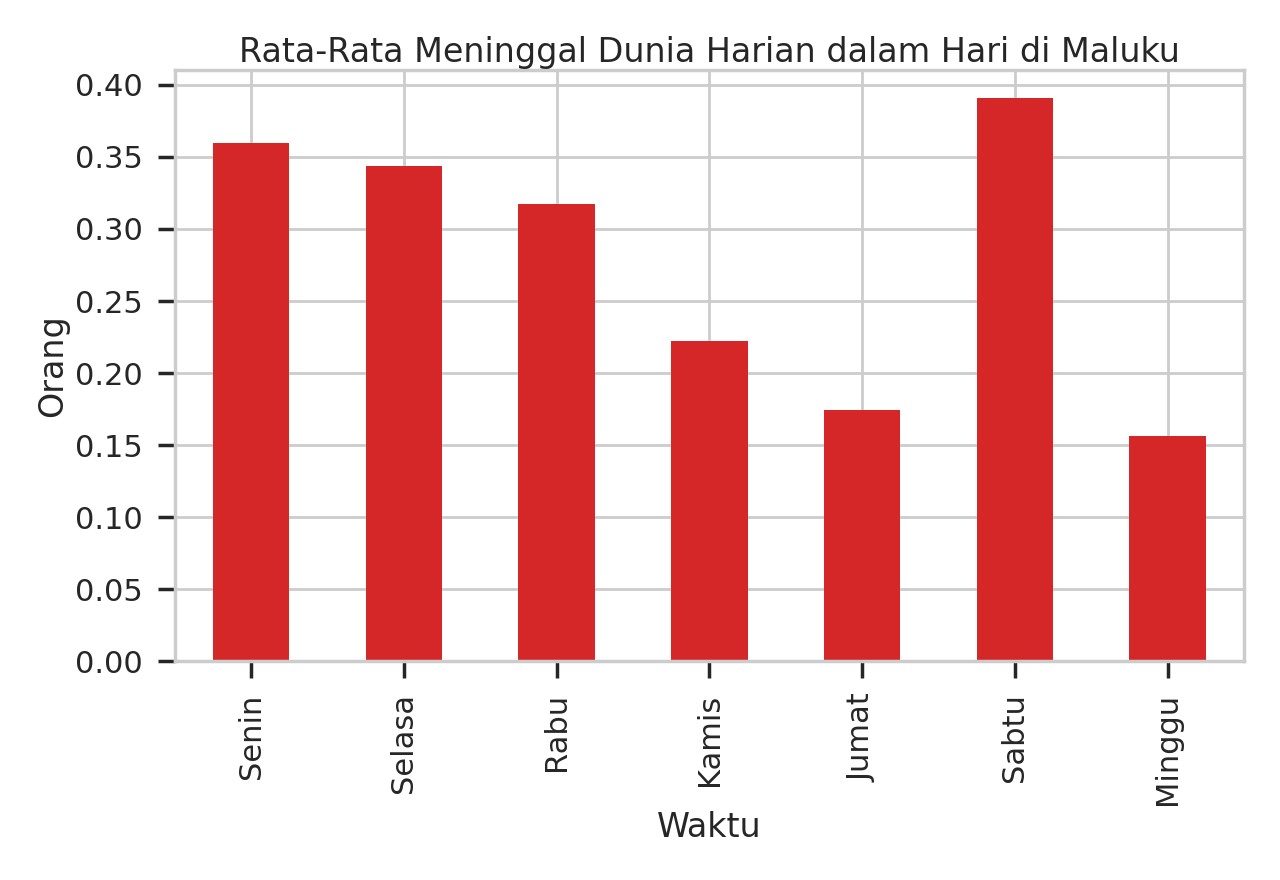 Rata-Rata Meninggal Dunia Harian dalam Hari di Maluku
0.40
0.35
0.30
0.25
0.20
0.15
0.10
0.05
0.00
Orang
Senin
Selasa
Rabu
Kamis
Jumat
Sabtu
Minggu
Waktu